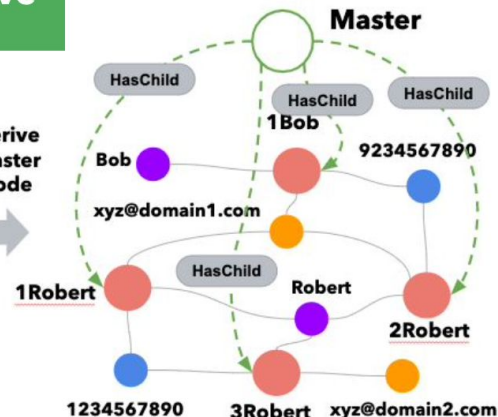 Master
HasChild
HasChild
HasChild
1Bob
Bob
9234567890
xyz@domain1.com
HasChild
1Robert
Robert
2Robert
1234567890
3Robert
xyz@domain2.com